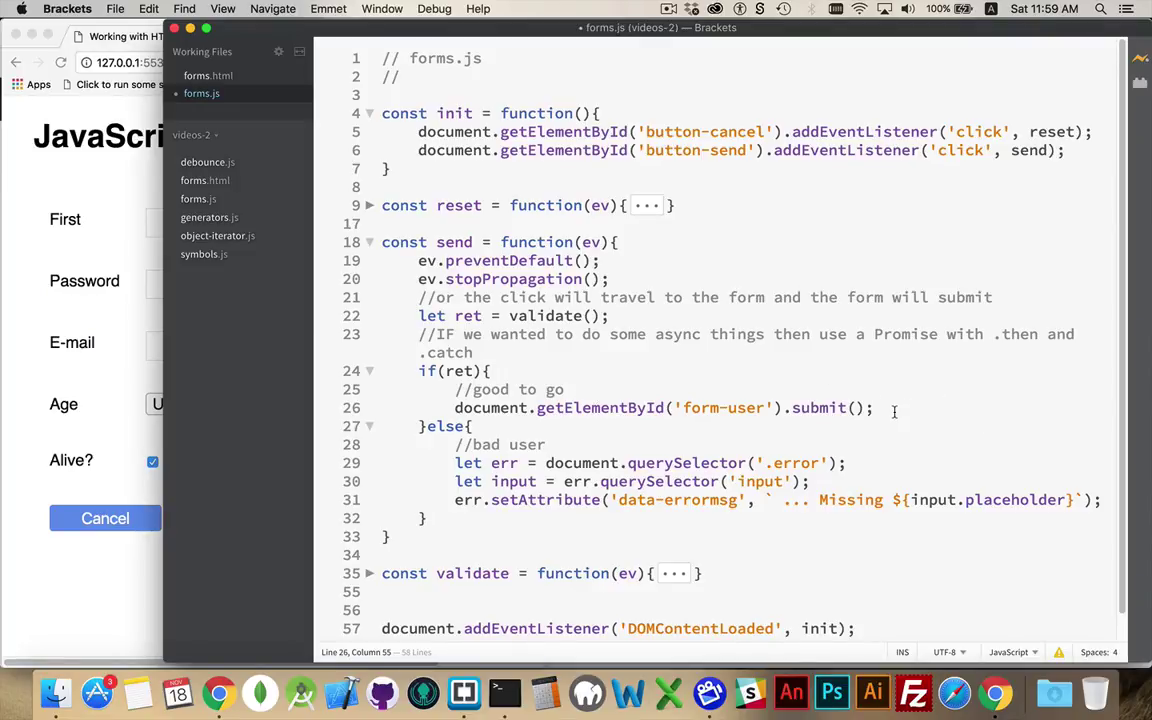 Brackets File Edit Find View Navigate Emmet Window Debug Help 100% Sat 11:59 AM
Working with HT
127.0.0.1:553
Apps Click to run some s
JavaScri
First
Password
E-mail
Age U
Alive?
Cancel
• forms.js (videos-2) — Brackets
Working Files
forms.html
forms.js
videos-2
debounce.js
forms.html
forms.js
generators.js
object-iterator.js
symbols.js
1 // forms.js
2 //
3
4 const init = function(){
5 document.getElementById('button-cancel').addEventListener('click', reset);
6 document.getElementById('button-send').addEventListener('click', send);
7 }
8
9 const reset = function(ev){ ... }
17
18 const send = function(ev){
19 ev.preventDefault();
20 ev.stopPropagation();
21 //or the click will travel to the form and the form will submit
22 let ret = validate();
23 //IF we wanted to do some async things then use a Promise with .then and
.catch
24 if(ret){
25 //good to go
26 document.getElementById('form-user').submit();
27 }else{
28 //bad user
29 let err = document.querySelector('.error');
30 let input = err.querySelector('input');
31 err.setAttribute('data-errormsg', ` ... Missing ${input.placeholder}`);
32 }
33 }
34
35 const validate = function(ev){ ... }
55
56
57 document.addEventListener('DOMContentLoaded', init);
Line 26, Column 55 — 58 Lines INS UTF-8 JavaScript Spaces: 4
3
NOV
18
W
X
S
An
Ps
Ai
Fz